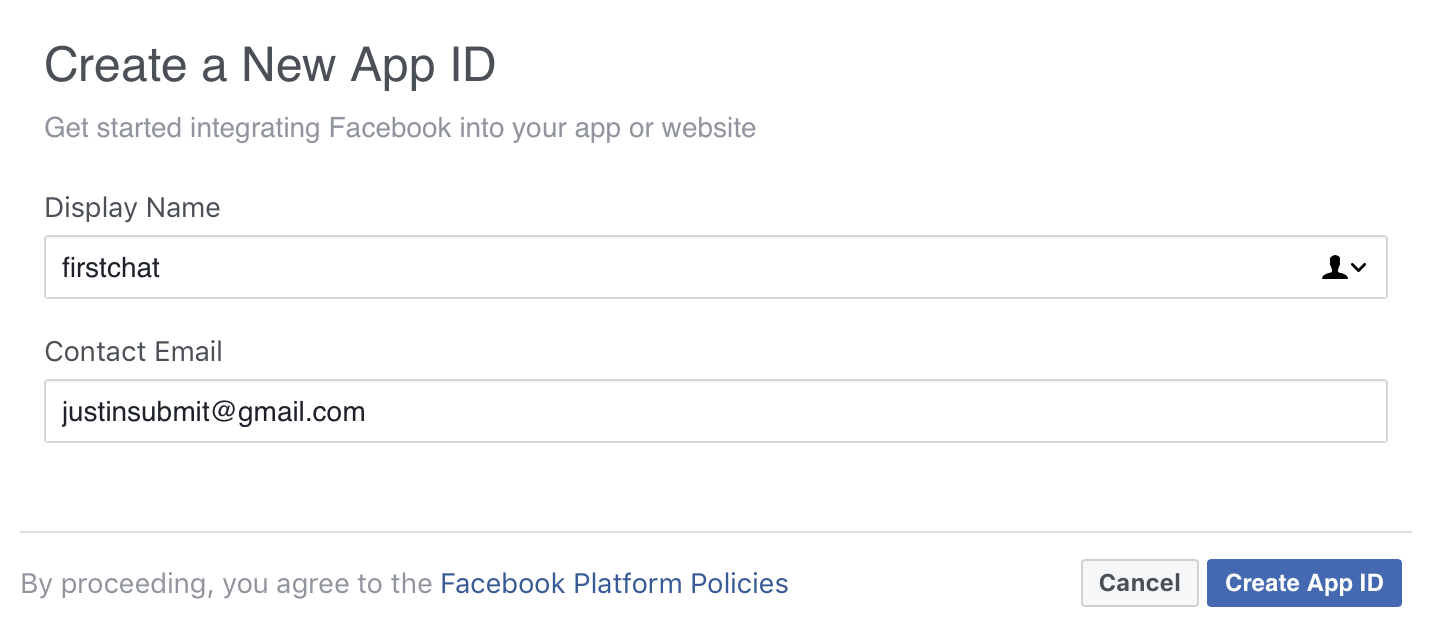 Create a New App ID
Get started integrating Facebook into your app or website
Display Name
firstchat
Contact Email
justinsubmit@gmail.com
By proceeding, you agree to the Facebook Platform Policies
Cancel
Create App ID